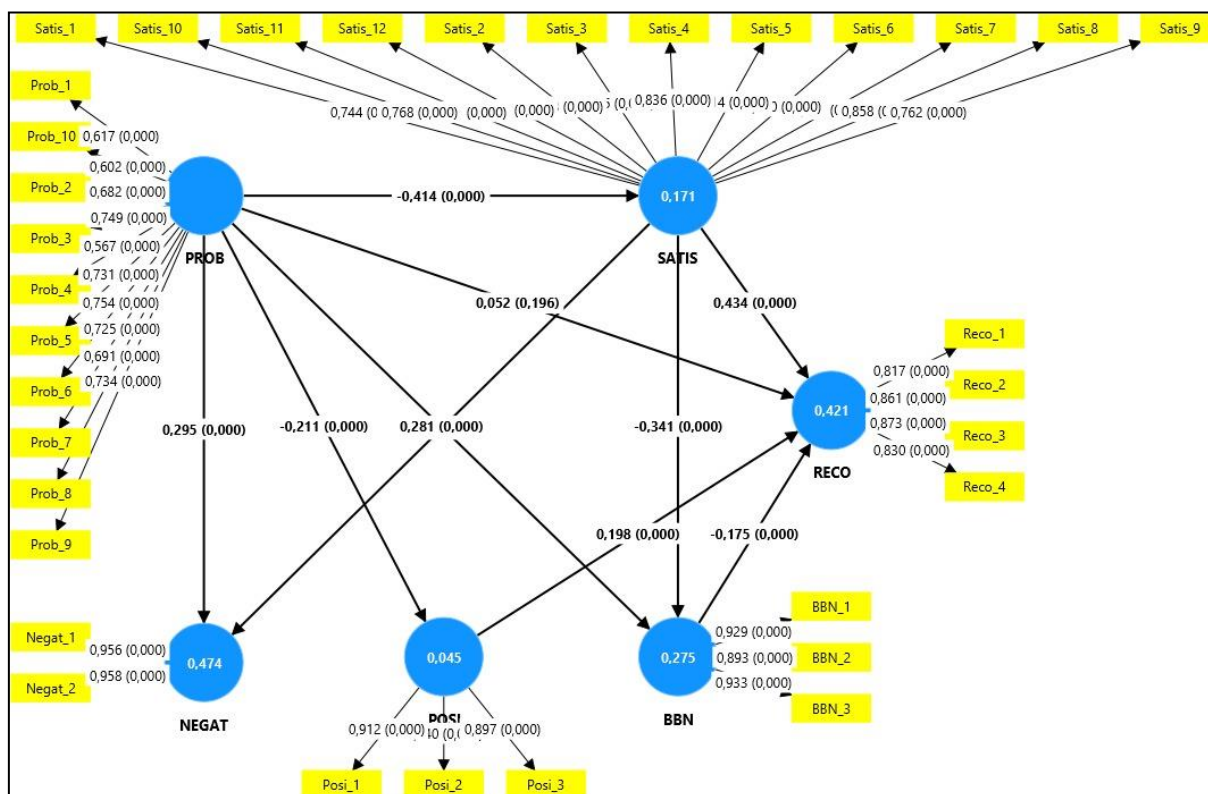 Satis_1 Satis_10 Satis_11 Satis_12 Satis_2 Satis_3 Satis_4 Satis_5 Satis_6 Satis_7 Satis_8 Satis_9
Prob_1
0,744 0,768 (0,000) (0,000) (0,000) (0,000) 0,836 (0,000) (0,000) (0,000) 0,858 0,762 (0,000)
Prob_10
0,617 (0,000)
0,602 (0,000)
Prob_2
0,682 (0,000)
-0,414 (0,000)
0,171
0,749 (0,000)
Prob_3
0,567 (0,000)
PROB
SATIS
0,731 (0,000)
Prob_4
0,754 (0,000)
0,052 (0,196)
0,434 (0,000)
0,725 (0,000)
Prob_5
0,691 (0,000)
0,734 (0,000)
Prob_6
Reco_1
0,817 (0,000)
Reco_2
0,861 (0,000)
0,421
0,873 (0,000)
Reco_3
0,830 (0,000)
RECO
Reco_4
0,295 (0,000)
-0,211 (0,000)
0,281 (0,000)
-0,341 (0,000)
Prob_7
Prob_8
Prob_9
0,198 (0,000)
-0,175 (0,000)
Negat_1
0,956 (0,000)
0,958 (0,000)
Negat_2
0,474
NEGAT
0,045
0,275
BBN
BBN_1
0,929 (0,000)
0,893 (0,000)
BBN_2
0,933 (0,000)
BBN_3
0,912 (0,000)
0,897 (0,000)
Posi_1 Posi_2 Posi_3